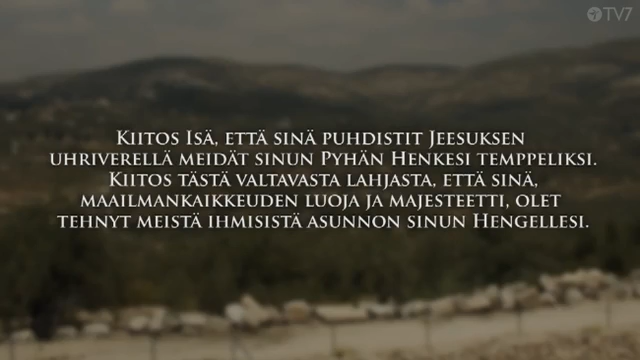 TV7
Kiitos Isä, että sinä puhdistit Jeesuksen
uhriverellä meidät sinun Pyhän Henkesi temppeliksi.
Kiitos tästä valtavasta lahjasta, että sinä,
maailmankaikkeuden luoja ja majesteetti, olet
tehnyt meistä ihmisistä asunnon sinun Hengellesi.